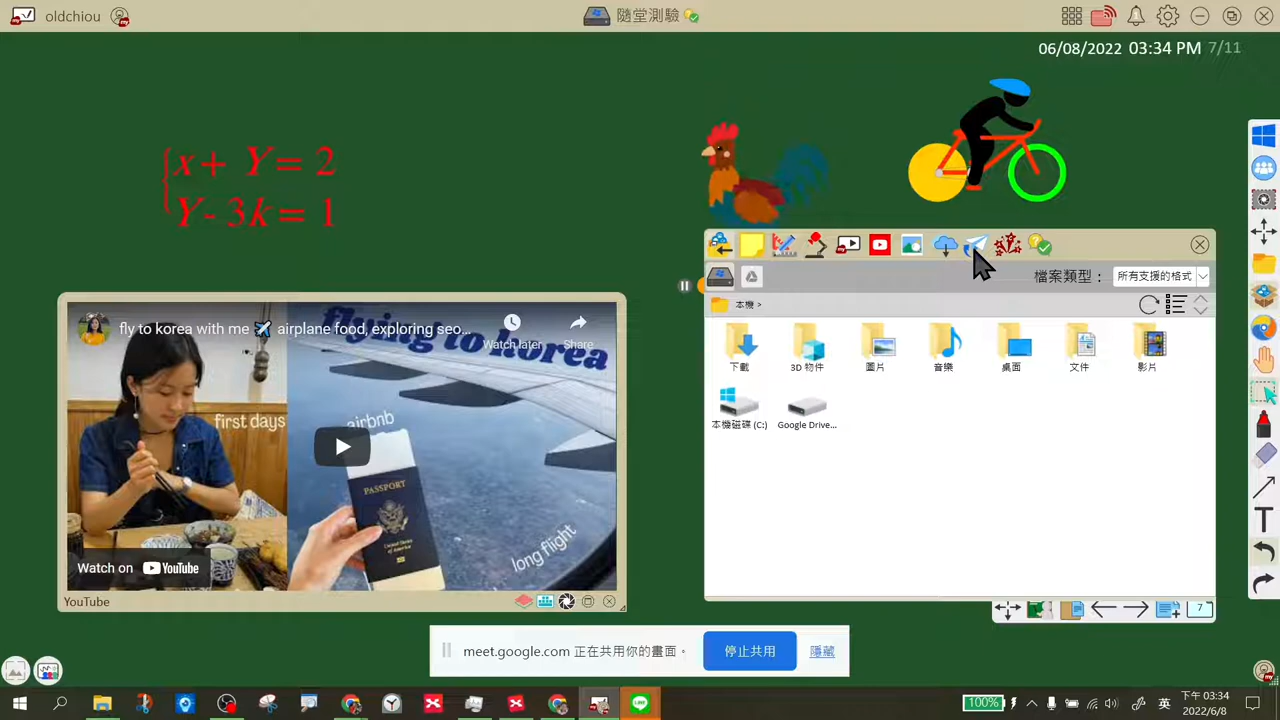 oldchiou
隨堂測驗
06/08/2022 03:34 PM 7/11
x + Y = 2
Y - 3k = 1
檔案類型：
所有支援的格式
本機 >
下載
3D 物件
圖片
音樂
桌面
文件
影片
本機磁碟 (C:)
Google Drive...
fly to korea with me ✈️ airplane food, exploring seo...
Watch later
Share
flying to korea
first days
airbnb
PASSPORT
United States
of America
long flight
Watch on YouTube
YouTube
7
meet.google.com 正在共用你的畫面。
停止共用
隱藏
100%
英
下午 03:34
2022/6/8